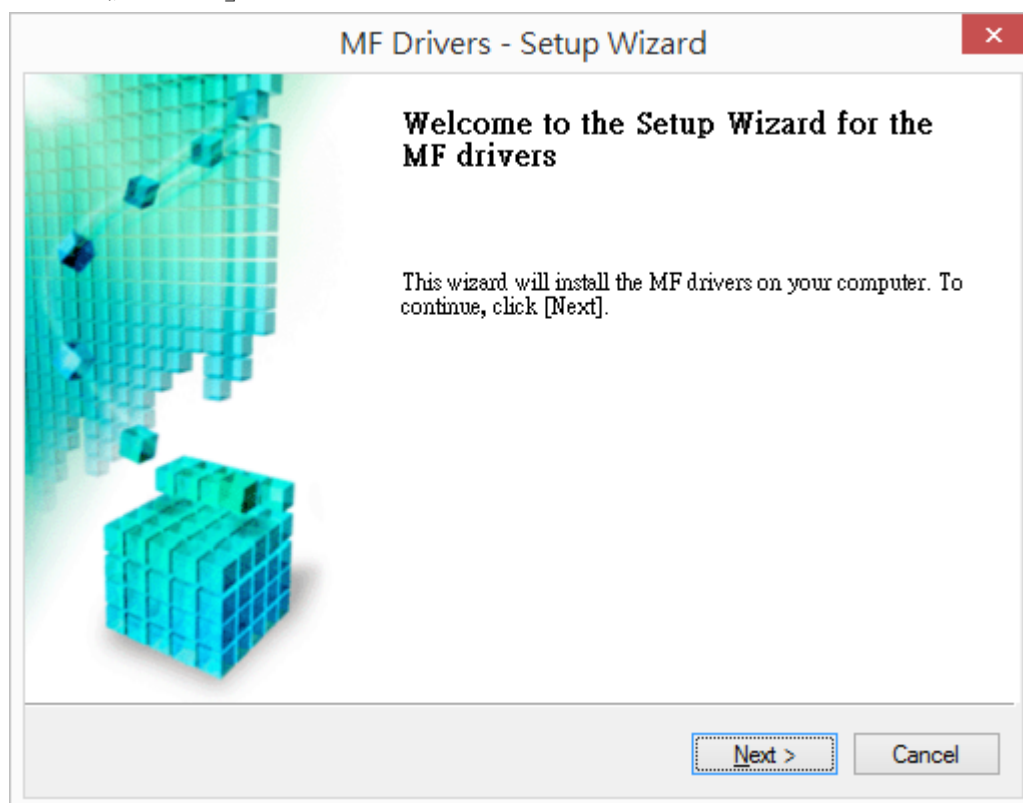 MF Drivers - Setup Wizard
Welcome to the Setup Wizard for the
MF drivers
This wizard will install the MF drivers on your computer. To
continue, click [Next].
Next >
Cancel